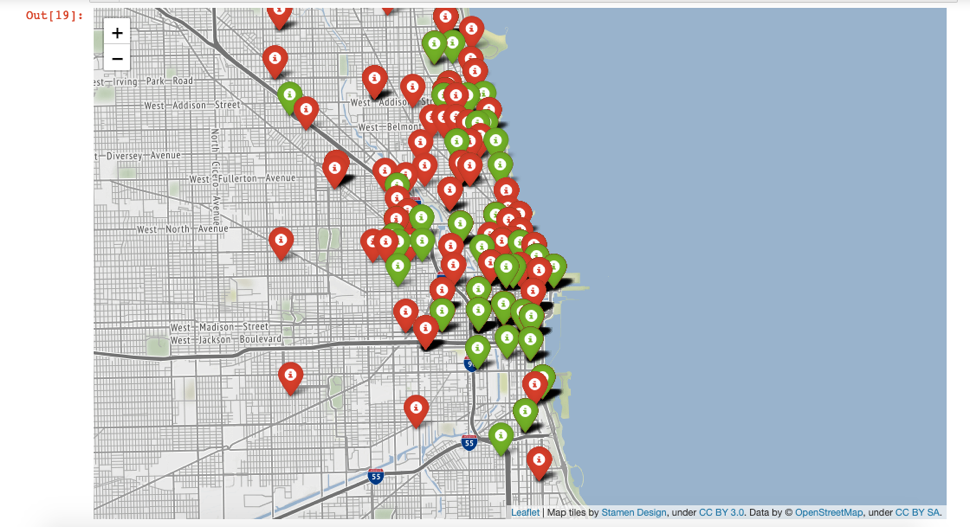 Out[19]:
+
−
West Irving Park Road
West Addison Street
West Addison St
West Belmont
t Diversey Avenue
West Fullerton Avenue
North Cicero Avenue
West North Avenue
West Madison Street
West Jackson Boulevard
55
55
Leaflet | Map tiles by Stamen Design, under CC BY 3.0. Data by © OpenStreetMap, under CC BY SA.